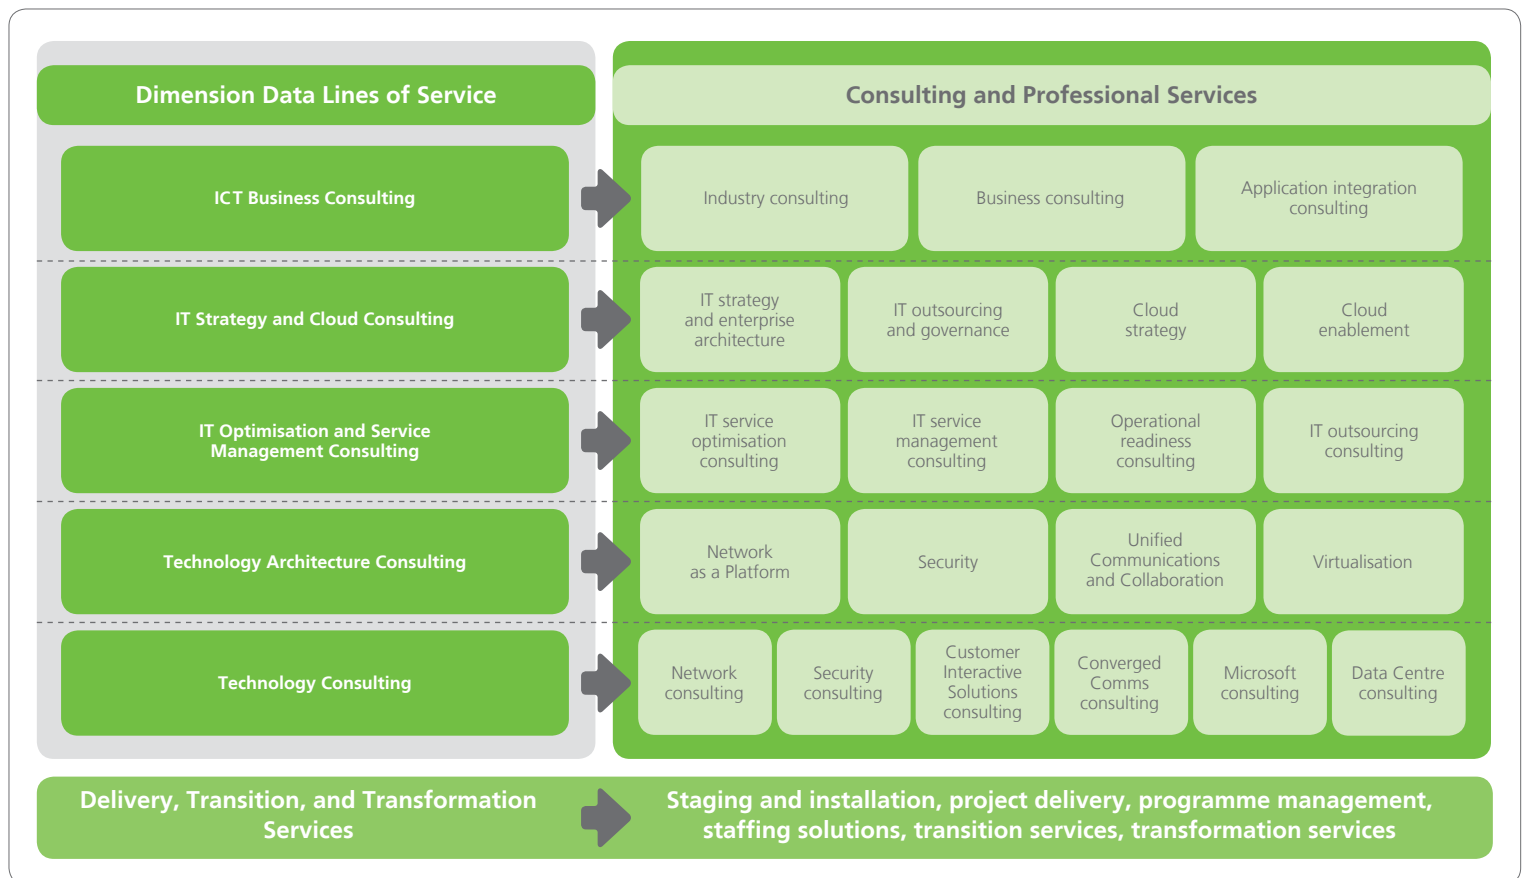 Dimension Data Lines of Service
Consulting and Professional Services
ICT Business Consulting
Industry consulting
Business consulting
Application integration
consulting
IT Strategy and Cloud Consulting
IT strategy
and enterprise
architecture
IT outsourcing
and governance
Cloud
strategy
Cloud
enablement
IT Optimisation and Service
Management Consulting
IT service
optimisation
consulting
IT service
management
consulting
Operational
readiness
consulting
IT outsourcing
consulting
Technology Architecture Consulting
Network
as a Platform
Security
Unified
Communications
and Collaboration
Virtualisation
Technology Consulting
Network
consulting
Security
consulting
Customer
Interactive
Solutions
consulting
Converged
Comms
consulting
Microsoft
consulting
Data Centre
consulting
Delivery, Transition, and Transformation
Services
Staging and installation, project delivery, programme management,
staffing solutions, transition services, transformation services